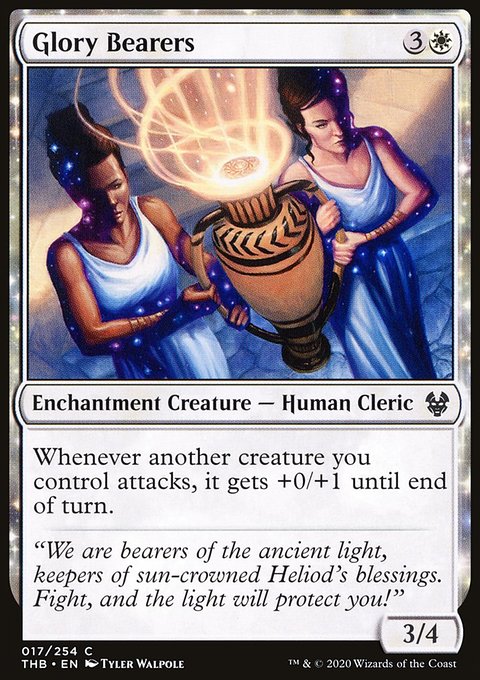 Glory Bearers 3
Enchantment Creature — Human Cleric
Whenever another creature you
control attacks, it gets +0/+1 until end
of turn.
“We are bearers of the ancient light,
keepers of sun-crowned Heliod’s blessings.
Fight, and the light will protect you!”
3/4
017/254 C
THB • EN Tyler Walpole
™ & © 2020 Wizards of the Coast